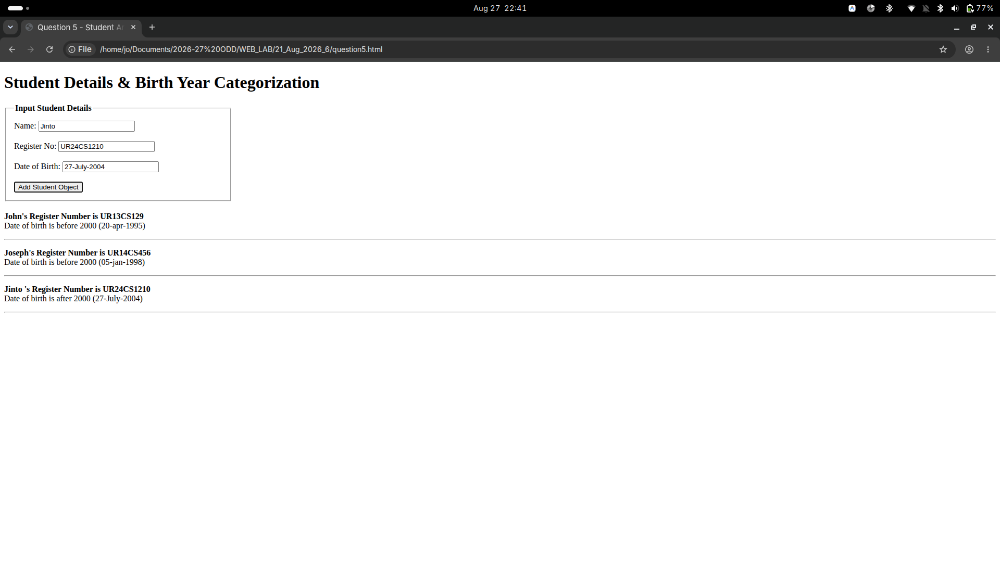 Aug 27 22:41
77%
Question 5 - Student Ar
File /home/jo/Documents/2026-27%20ODD/WEB_LAB/21_Aug_2026_6/question5.html
Student Details & Birth Year Categorization
Input Student Details
Name: Jinto
Register No: UR24CS1210
Date of Birth: 27-July-2004
Add Student Object
John's Register Number is UR13CS129
Date of birth is before 2000 (20-apr-1995)
Joseph's Register Number is UR14CS456
Date of birth is before 2000 (05-jan-1998)
Jinto 's Register Number is UR24CS1210
Date of birth is after 2000 (27-July-2004)